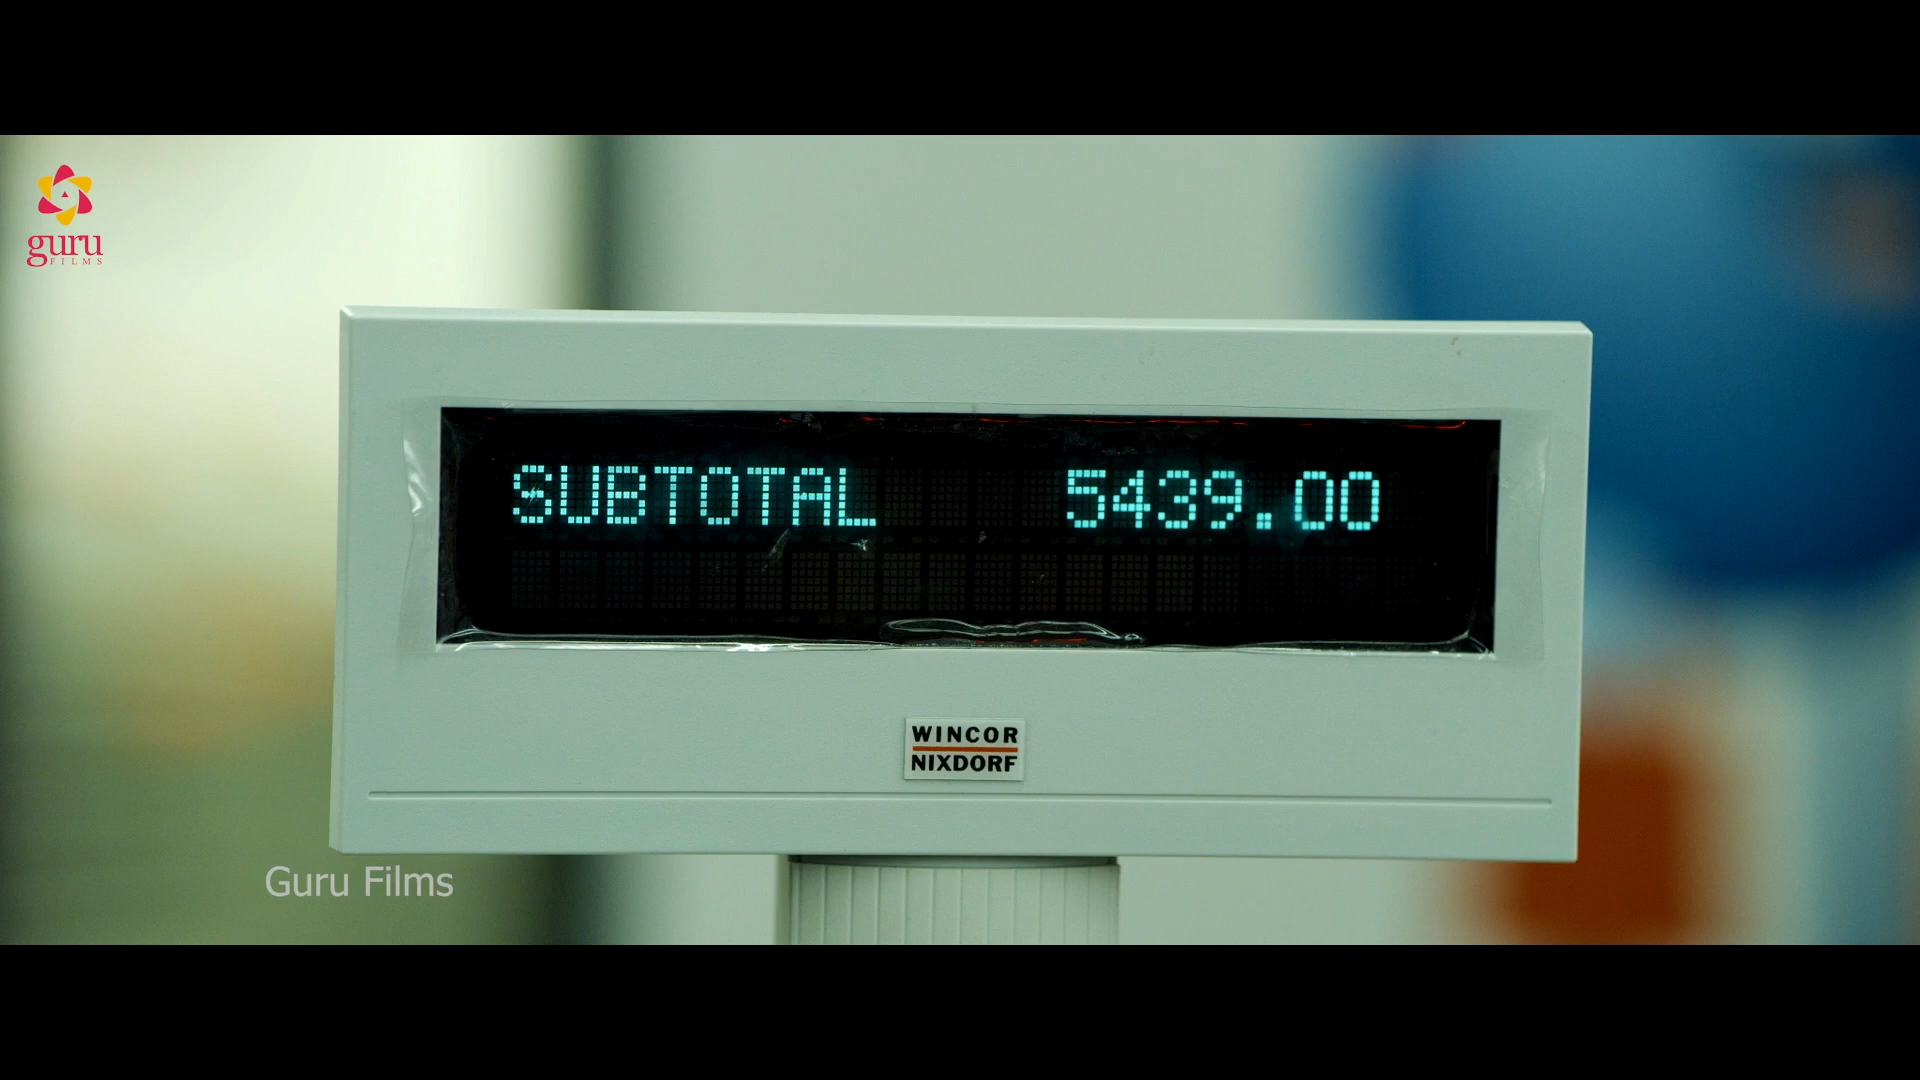 guru
FILMS
SUBTOTAL 5439.00
WINCOR
NIXDORF
Guru Films